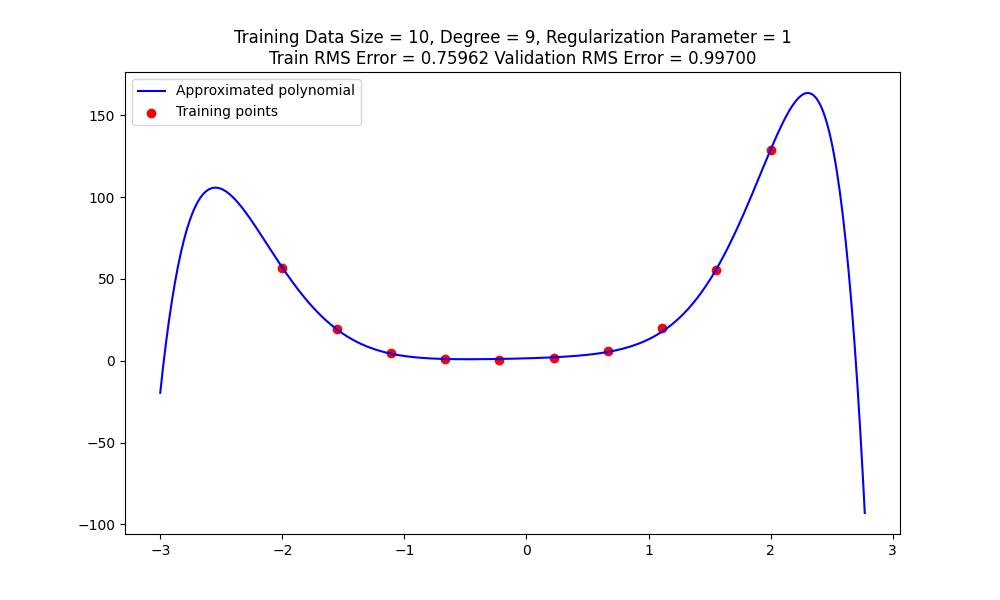 Training Data Size = 10, Degree = 9, Regularization Parameter = 1
Train RMS Error = 0.75962 Validation RMS Error = 0.99700
Approximated polynomial
Training points
150
100
50
0
−50
−100
−3 −2 −1 0 1 2 3